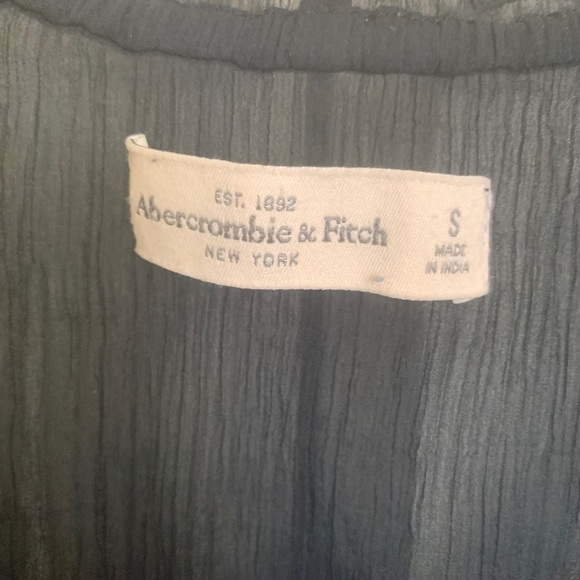 EST. 1892
Abercrombie & Fitch
NEW YORK
S
MADE
IN INDIA